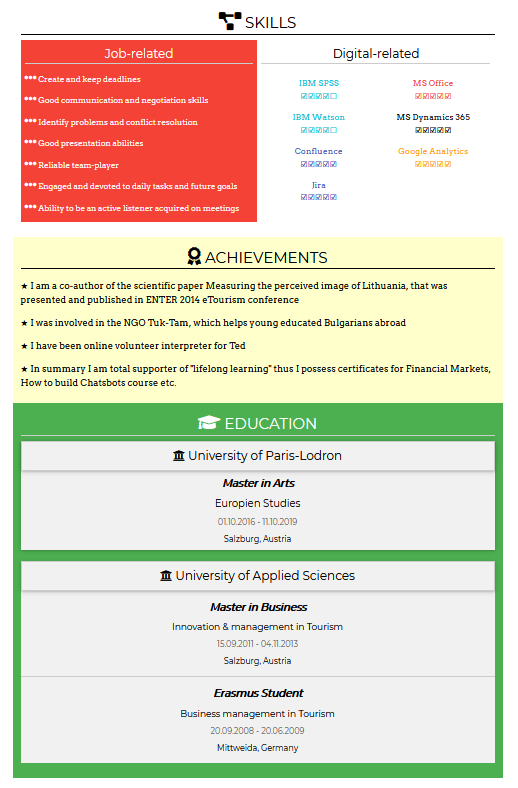 SKILLS
Job-related
Create and keep deadlines
Good communication and negotiation skills
Identify problems and conflict resolution
Good presentation abilities
Reliable team-player
Engaged and devoted to daily tasks and future goals
Ability to be an active listener acquired on meetings
Digital-related
IBM SPSS
☑☑☑☑☐
MS Office
☑☑☑☑☑
IBM Watson
☑☑☑☑☐
MS Dynamics 365
☑☑☑☑☑
Confluence
☑☑☑☑☑
Google Analytics
☑☑☑☑☑
Jira
☑☑☑☑☑
ACHIEVEMENTS
★ I am a co-author of the scientific paper Measuring the perceived image of Lithuania, that was
presented and published in ENTER 2014 eTourism conference
★ I was involved in the NGO Tuk-Tam, which helps young educated Bulgarians abroad
★ I have been online volunteer interpreter for Ted
★ In summary I am total supporter of "lifelong learning" thus I possess certificates for Financial Markets,
How to build Chatsbots course etc.
EDUCATION
University of Paris-Lodron
Master in Arts
Europien Studies
01.10.2016 - 11.10.2019
Salzburg, Austria
University of Applied Sciences
Master in Business
Innovation & management in Tourism
15.09.2011 - 04.11.2013
Salzburg, Austria
Erasmus Student
Business management in Tourism
20.09.2008 - 20.06.2009
Mittweida, Germany